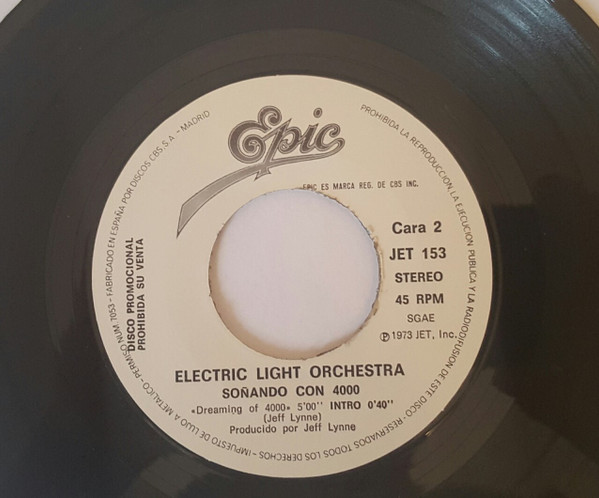 Epic
EPIC ES MARCA REG. DE CBS INC.
Cara 2
JET 153
STEREO
45 RPM
SGAE
Ⓟ 1973 JET, Inc.
DISCO PROMOCIONAL
PROHIBIDA SU VENTA
ELECTRIC LIGHT ORCHESTRA
SOÑANDO CON 4000
«Dreaming of 4000» 5'00'' INTRO 0'40''
(Jeff Lynne)
Producido por Jeff Lynne
PROHIBIDA LA REPRODUCCION, LA EJECUCION PUBLICA Y LA RADIODIFUSION DE ESTE DISCO - RESERVADOS TODOS LOS DERECHOS - IMPUESTO DE LUJO A METALICO - PERMISO NUM. 7053 - FABRICADO EN ESPAÑA POR DISCOS CBS, S.A. - MADRID